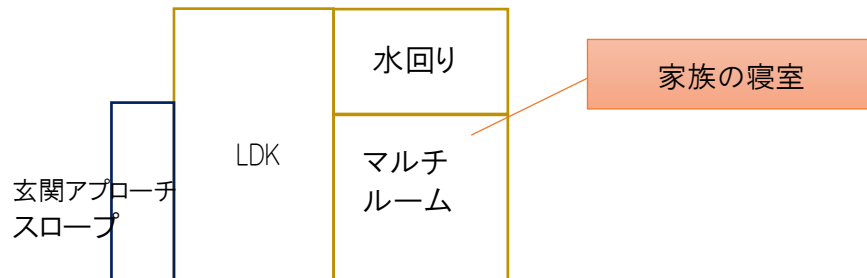 水回り
家族の寝室
LDK
マルチ
ルーム
玄関アプローチ
スロープ